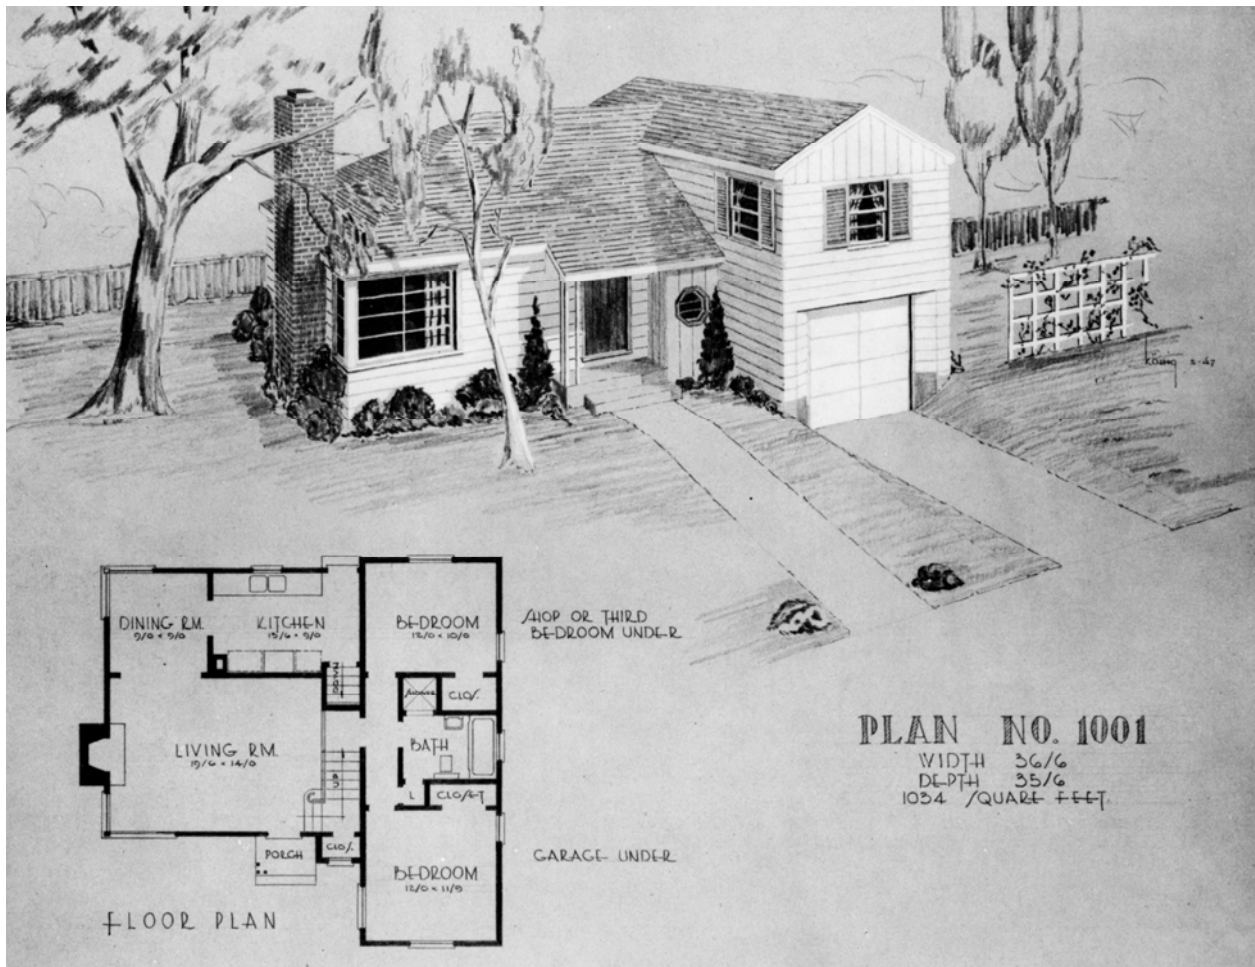 2-47
DINING RM.
9/0 x 9/0
KITCHEN
15/6 x 9/0
BEDROOM
12/0 x 10/0
SHOP OR THIRD
BEDROOM UNDER
CLOS.
LIVING RM.
19/6 x 14/0
BATH
L
CLOSET
PORCH
CLOS.
BEDROOM
12/0 x 11/9
GARAGE UNDER
FLOOR PLAN
PLAN NO. 1001
WIDTH 36/6
DEPTH 35/6
1034 SQUARE FEET